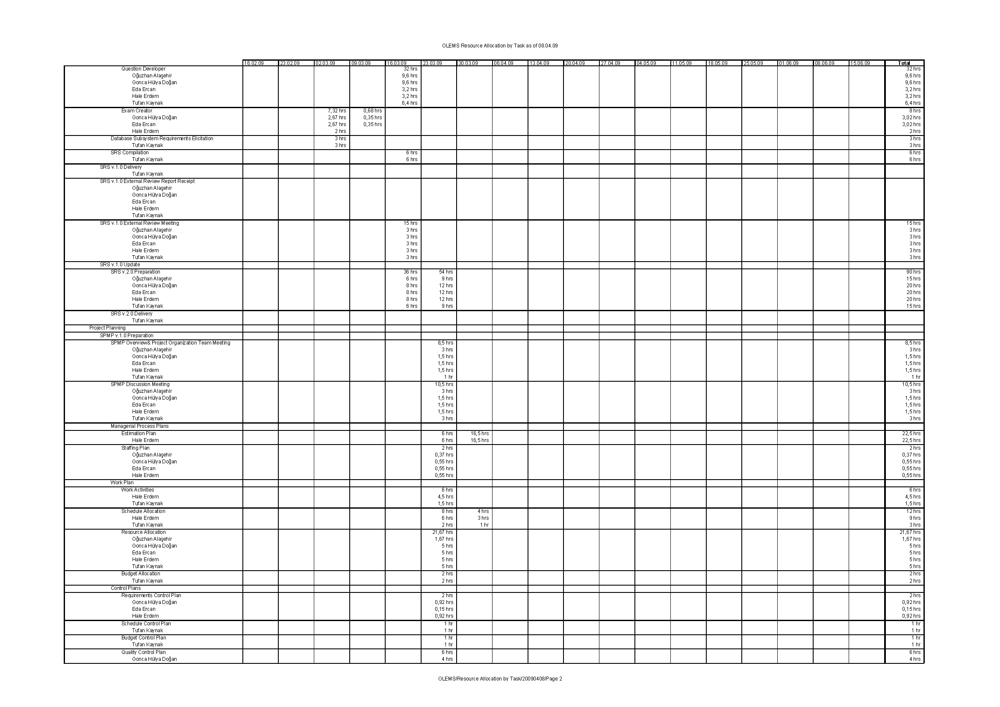 OLEMS Resource Allocation by Task as of 08.04.09
16.02.09 23.02.09 02.03.09 09.03.09 16.03.09 23.03.09 30.03.09 06.04.09 13.04.09 20.04.09 27.04.09 04.05.09 11.05.09 18.05.09 25.05.09 01.06.09 08.06.09 15.06.09 Total
Question Developer 32 hrs 32 hrs
Oğuzhan Alaşehir 9,6 hrs 9,6 hrs
Gonca Hülya Doğan 9,6 hrs 9,6 hrs
Eda Ercan 3,2 hrs 3,2 hrs
Hale Erdem 3,2 hrs 3,2 hrs
Tufan Kaynak 6,4 hrs 6,4 hrs
Exam Creator 7,32 hrs 0,68 hrs 8 hrs
Gonca Hülya Doğan 2,67 hrs 0,35 hrs 3,02 hrs
Eda Ercan 2,67 hrs 0,35 hrs 3,02 hrs
Hale Erdem 2 hrs 2 hrs
Database Subsystem Requirements Elicitation 3 hrs 3 hrs
Tufan Kaynak 3 hrs 3 hrs
SRS Compilation 6 hrs 6 hrs
Tufan Kaynak 6 hrs 6 hrs
SRS v.1.0 Delivery
Tufan Kaynak
SRS v.1.0 External Review Report Receipt
Oğuzhan Alaşehir
Gonca Hülya Doğan
Eda Ercan
Hale Erdem
Tufan Kaynak
SRS v.1.0 External Review Meeting 15 hrs 15 hrs
Oğuzhan Alaşehir 3 hrs 3 hrs
Gonca Hülya Doğan 3 hrs 3 hrs
Eda Ercan 3 hrs 3 hrs
Hale Erdem 3 hrs 3 hrs
Tufan Kaynak 3 hrs 3 hrs
SRS v.1.0 Update
SRS v.2.0 Preparation 36 hrs 54 hrs 90 hrs
Oğuzhan Alaşehir 6 hrs 9 hrs 15 hrs
Gonca Hülya Doğan 8 hrs 12 hrs 20 hrs
Eda Ercan 8 hrs 12 hrs 20 hrs
Hale Erdem 8 hrs 12 hrs 20 hrs
Tufan Kaynak 6 hrs 9 hrs 15 hrs
SRS v.2.0 Delivery
Tufan Kaynak
Project Planning
SPMP v.1.0 Preparation
SPMP Overview& Project Organization Team Meeting 8,5 hrs 8,5 hrs
Oğuzhan Alaşehir 3 hrs 3 hrs
Gonca Hülya Doğan 1,5 hrs 1,5 hrs
Eda Ercan 1,5 hrs 1,5 hrs
Hale Erdem 1,5 hrs 1,5 hrs
Tufan Kaynak 1 hr 1 hr
SPMP Discussion Meeting 10,5 hrs 10,5 hrs
Oğuzhan Alaşehir 3 hrs 3 hrs
Gonca Hülya Doğan 1,5 hrs 1,5 hrs
Eda Ercan 1,5 hrs 1,5 hrs
Hale Erdem 1,5 hrs 1,5 hrs
Tufan Kaynak 3 hrs 3 hrs
Managerial Process Plans
Estimation Plan 6 hrs 16,5 hrs 22,5 hrs
Hale Erdem 6 hrs 16,5 hrs 22,5 hrs
Staffing Plan 2 hrs 2 hrs
Oğuzhan Alaşehir 0,37 hrs 0,37 hrs
Gonca Hülya Doğan 0,55 hrs 0,55 hrs
Eda Ercan 0,55 hrs 0,55 hrs
Hale Erdem 0,55 hrs 0,55 hrs
Work Plan
Work Activities 6 hrs 6 hrs
Hale Erdem 4,5 hrs 4,5 hrs
Tufan Kaynak 1,5 hrs 1,5 hrs
Schedule Allocation 8 hrs 4 hrs 12 hrs
Hale Erdem 6 hrs 3 hrs 9 hrs
Tufan Kaynak 2 hrs 1 hr 3 hrs
Resource Allocation 21,67 hrs 21,67 hrs
Oğuzhan Alaşehir 1,67 hrs 1,67 hrs
Gonca Hülya Doğan 5 hrs 5 hrs
Eda Ercan 5 hrs 5 hrs
Hale Erdem 5 hrs 5 hrs
Tufan Kaynak 5 hrs 5 hrs
Budget Allocation 2 hrs 2 hrs
Tufan Kaynak 2 hrs 2 hrs
Control Plans
Requirements Control Plan 2 hrs 2 hrs
Gonca Hülya Doğan 0,92 hrs 0,92 hrs
Eda Ercan 0,15 hrs 0,15 hrs
Hale Erdem 0,92 hrs 0,92 hrs
Schedule Control Plan 1 hr 1 hr
Tufan Kaynak 1 hr 1 hr
Budget Control Plan 1 hr 1 hr
Tufan Kaynak 1 hr 1 hr
Quality Control Plan 6 hrs 6 hrs
Gonca Hülya Doğan 4 hrs 4 hrs
OLEMS/Resource Allocation by Task/20090408/Page 2